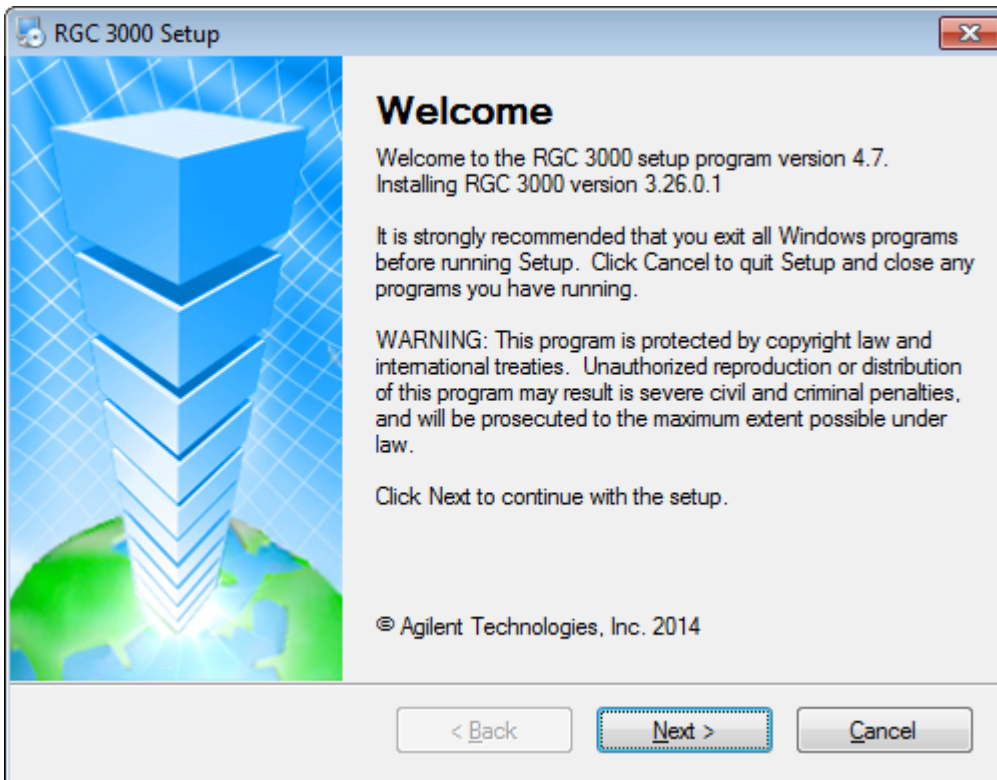 RGC 3000 Setup
Welcome
Welcome to the RGC 3000 setup program version 4.7.
Installing RGC 3000 version 3.26.0.1
It is strongly recommended that you exit all Windows programs
before running Setup.  Click Cancel to quit Setup and close any
programs you have running.
WARNING: This program is protected by copyright law and
international treaties.  Unauthorized reproduction or distribution
of this program may result is severe civil and criminal penalties,
and will be prosecuted to the maximum extent possible under
law.
Click Next to continue with the setup.
© Agilent Technologies, Inc. 2014
< Back
Next >
Cancel